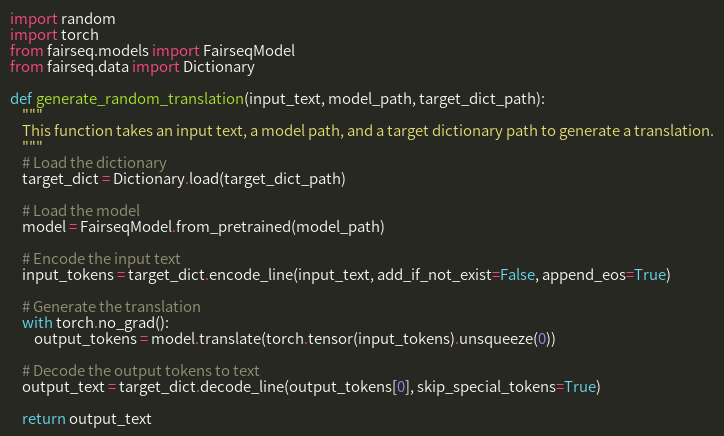 import random
import torch
from fairseq.models import FairseqModel
from fairseq.data import Dictionary

def generate_random_translation(input_text, model_path, target_dict_path):
    """
    This function takes an input text, a model path, and a target dictionary path to generate a translation.
    """
    # Load the dictionary
    target_dict = Dictionary.load(target_dict_path)

    # Load the model
    model = FairseqModel.from_pretrained(model_path)

    # Encode the input text
    input_tokens = target_dict.encode_line(input_text, add_if_not_exist=False, append_eos=True)

    # Generate the translation
    with torch.no_grad():
        output_tokens = model.translate(torch.tensor(input_tokens).unsqueeze(0))

    # Decode the output tokens to text
    output_text = target_dict.decode_line(output_tokens[0], skip_special_tokens=True)

    return output_text